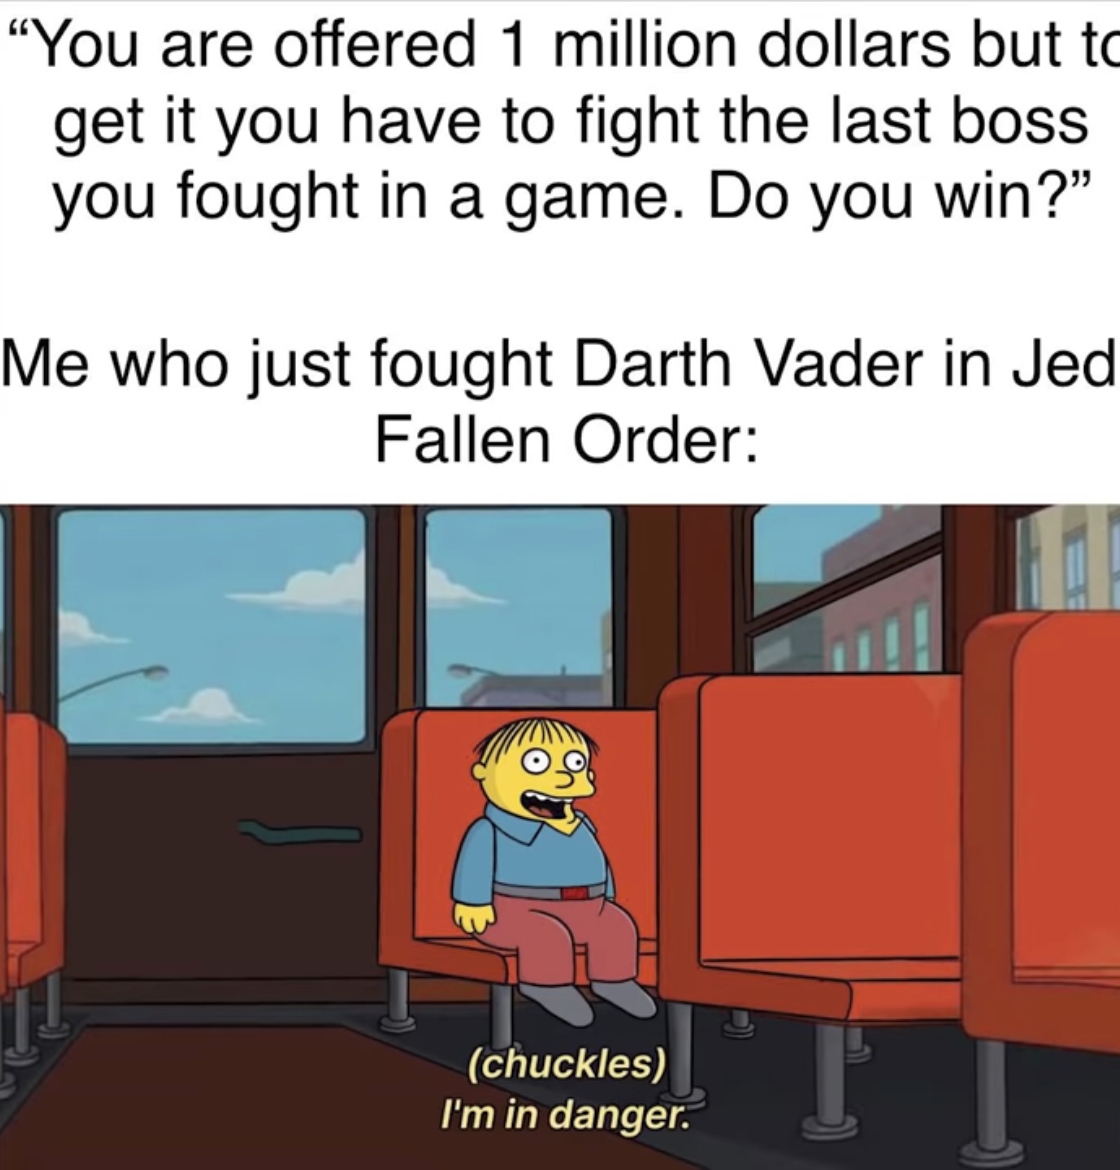 “You are offered 1 million dollars but to
get it you have to fight the last boss
you fought in a game. Do you win?”
Me who just fought Darth Vader in Jed
Fallen Order:
(chuckles)
I'm in danger.